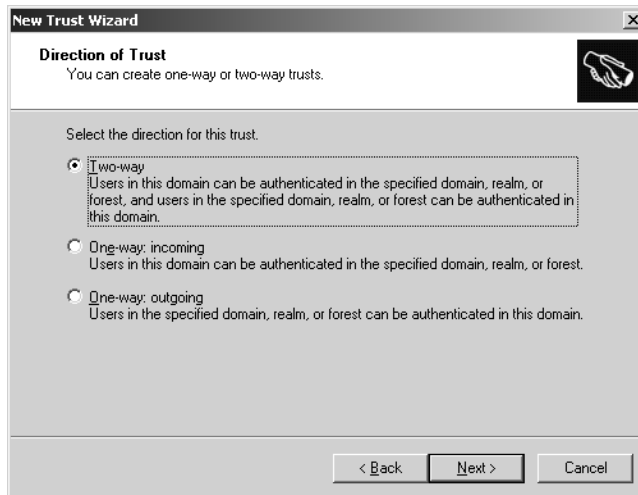 New Trust Wizard
Direction of Trust
You can create one-way or two-way trusts.
Select the direction for this trust.
Two-way
Users in this domain can be authenticated in the specified domain, realm, or
forest, and users in the specified domain, realm, or forest can be authenticated in
this domain.
One-way: incoming
Users in this domain can be authenticated in the specified domain, realm, or forest.
One-way: outgoing
Users in the specified domain, realm, or forest can be authenticated in this domain.
< Back
Next >
Cancel